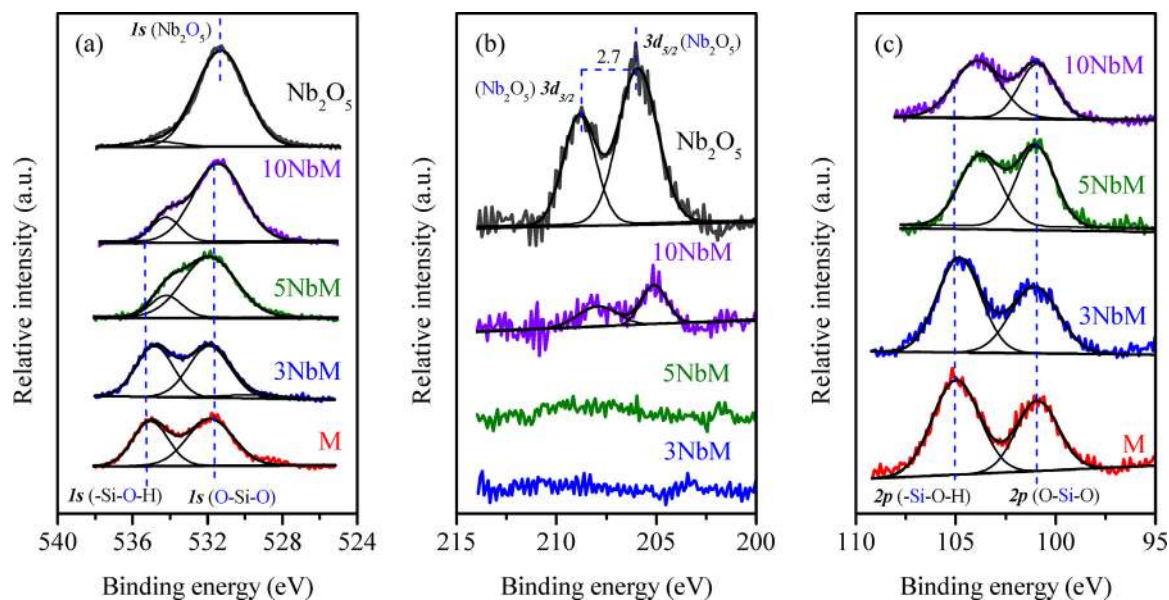 (a)
1s (Nb₂O₅)
Nb₂O₅
10NbM
5NbM
3NbM
M
1s (-Si-O-H)
1s (O-Si-O)
540
536
532
528
524
Binding energy (eV)
Relative intensity (a.u.)
(b)
3d₅/₂ (Nb₂O₅)
2.7
(Nb₂O₅) 3d₃/₂
Nb₂O₅
10NbM
5NbM
3NbM
215
210
205
200
Binding energy (eV)
Relative intensity (a.u.)
(c)
10NbM
5NbM
3NbM
M
2p (-Si-O-H)
2p (O-Si-O)
110
105
100
95
Binding energy (eV)
Relative intensity (a.u.)